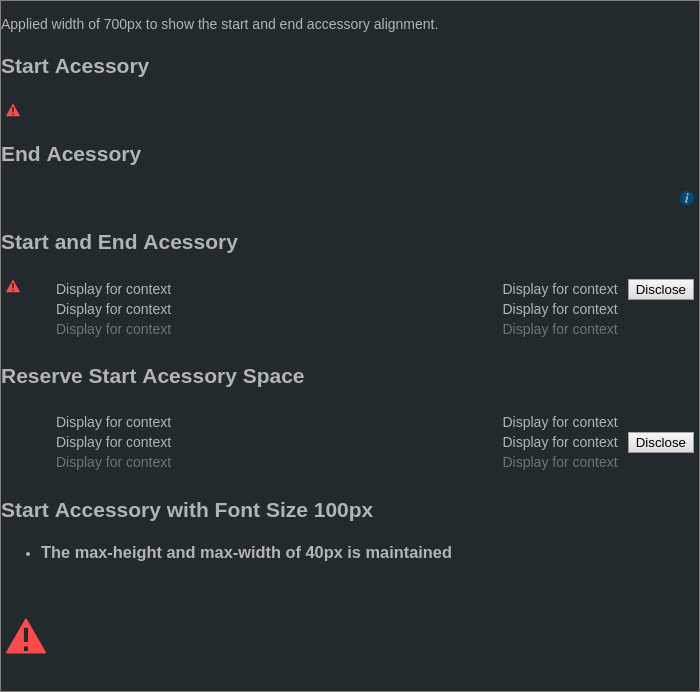 Applied width of 700px to show the start and end accessory alignment.
Start Acessory
End Acessory
i
Start and End Acessory
Display for context Display for context Disclose
Display for context Display for context
Display for context Display for context
Reserve Start Acessory Space
Display for context Display for context
Display for context Display for context Disclose
Display for context Display for context
Start Accessory with Font Size 100px
• The max-height and max-width of 40px is maintained